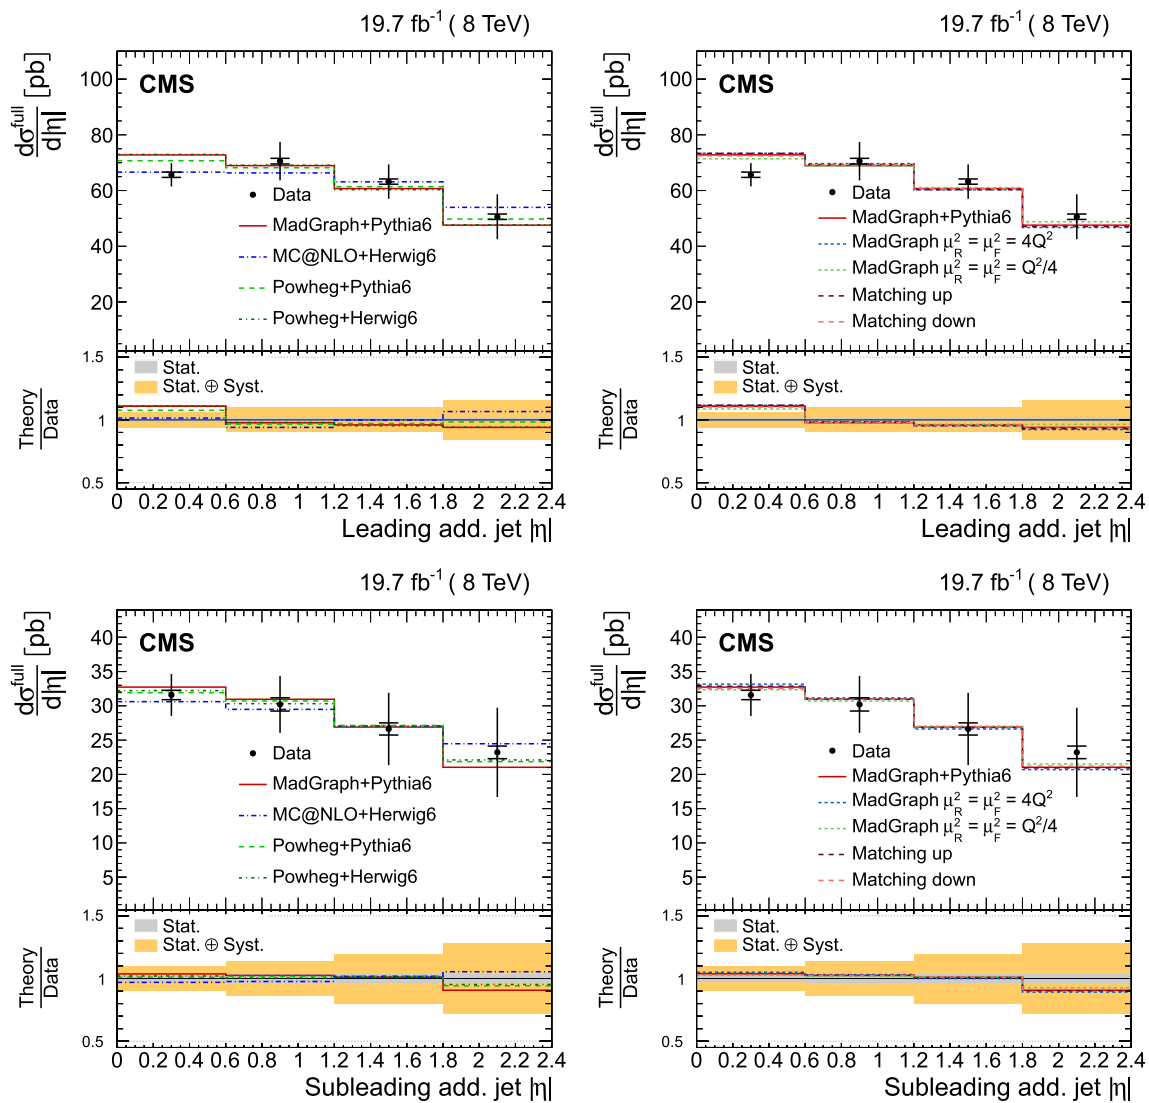 19.7 fb⁻¹ ( 8 TeV)
dσ^full / d|η| [pb]
CMS
100
80
60
40
20
Data
MadGraph+Pythia6
MC@NLO+Herwig6
Powheg+Pythia6
Powheg+Herwig6
Theory / Data
1.5
1
0.5
Stat.
Stat. ⊕ Syst.
0 0.2 0.4 0.6 0.8 1 1.2 1.4 1.6 1.8 2 2.2 2.4
Leading add. jet |η|
19.7 fb⁻¹ ( 8 TeV)
dσ^full / d|η| [pb]
CMS
100
80
60
40
20
Data
MadGraph+Pythia6
MadGraph μ_R² = μ_F² = 4Q²
MadGraph μ_R² = μ_F² = Q²/4
Matching up
Matching down
Theory / Data
1.5
1
0.5
Stat.
Stat. ⊕ Syst.
0 0.2 0.4 0.6 0.8 1 1.2 1.4 1.6 1.8 2 2.2 2.4
Leading add. jet |η|
19.7 fb⁻¹ ( 8 TeV)
dσ^full / d|η| [pb]
CMS
40
35
30
25
20
15
10
5
Data
MadGraph+Pythia6
MC@NLO+Herwig6
Powheg+Pythia6
Powheg+Herwig6
Theory / Data
1.5
1
0.5
Stat.
Stat. ⊕ Syst.
0 0.2 0.4 0.6 0.8 1 1.2 1.4 1.6 1.8 2 2.2 2.4
Subleading add. jet |η|
19.7 fb⁻¹ ( 8 TeV)
dσ^full / d|η| [pb]
CMS
40
35
30
25
20
15
10
5
Data
MadGraph+Pythia6
MadGraph μ_R² = μ_F² = 4Q²
MadGraph μ_R² = μ_F² = Q²/4
Matching up
Matching down
Theory / Data
1.5
1
0.5
Stat.
Stat. ⊕ Syst.
0 0.2 0.4 0.6 0.8 1 1.2 1.4 1.6 1.8 2 2.2 2.4
Subleading add. jet |η|